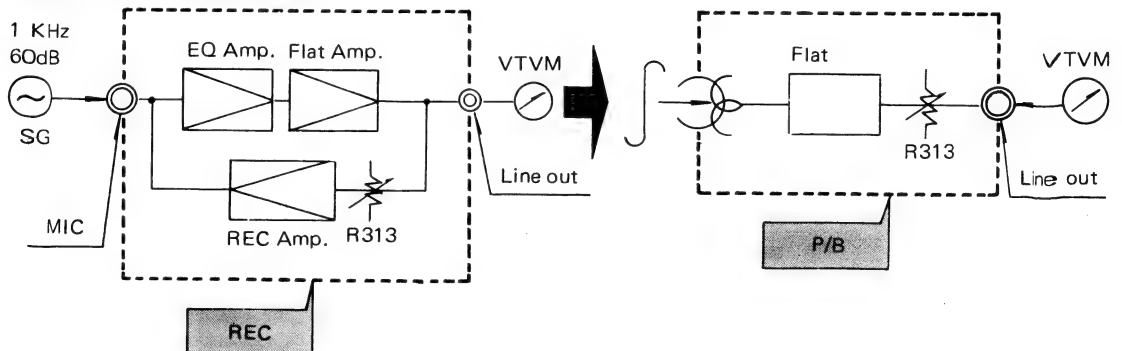 1 KHz
60dB
SG
MIC
EQ Amp. Flat Amp.
REC Amp.
R313
VTVM
Line out
REC
Flat
R313
VTVM
Line out
P/B